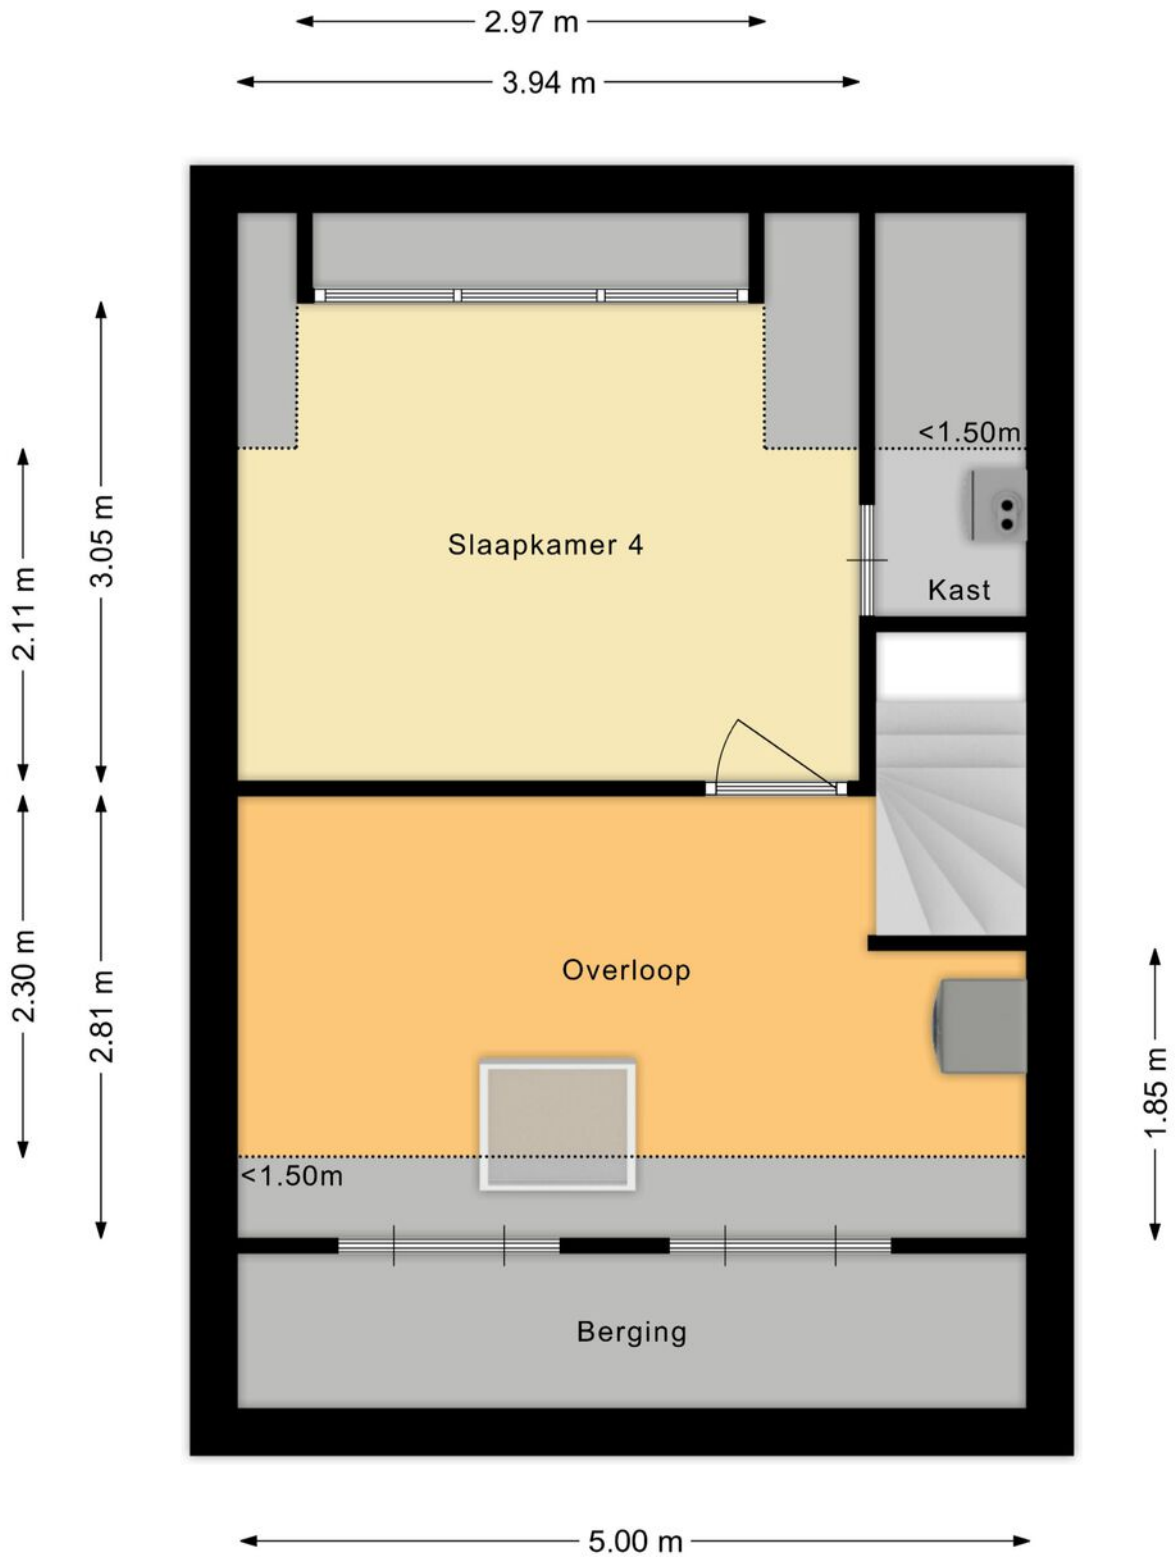 2.97 m
3.94 m
<1.50m
3.05 m
Slaapkamer 4
Kast
2.11 m
Overloop
2.30 m
2.81 m
1.85 m
<1.50m
Berging
5.00 m